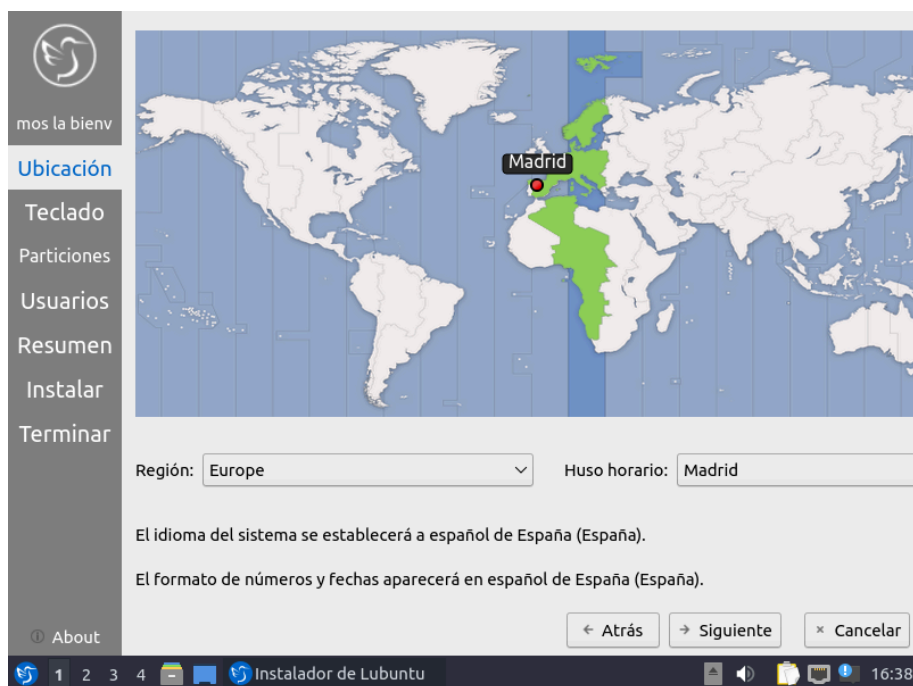 mos la bienv
Ubicación
Teclado
Particiones
Usuarios
Resumen
Instalar
Terminar
About
Madrid
Región: Europe
Huso horario: Madrid
El idioma del sistema se establecerá a español de España (España).
El formato de números y fechas aparecerá en español de España (España).
Atrás
Siguiente
Cancelar
1 2 3 4 Instalador de Lubuntu 16:38